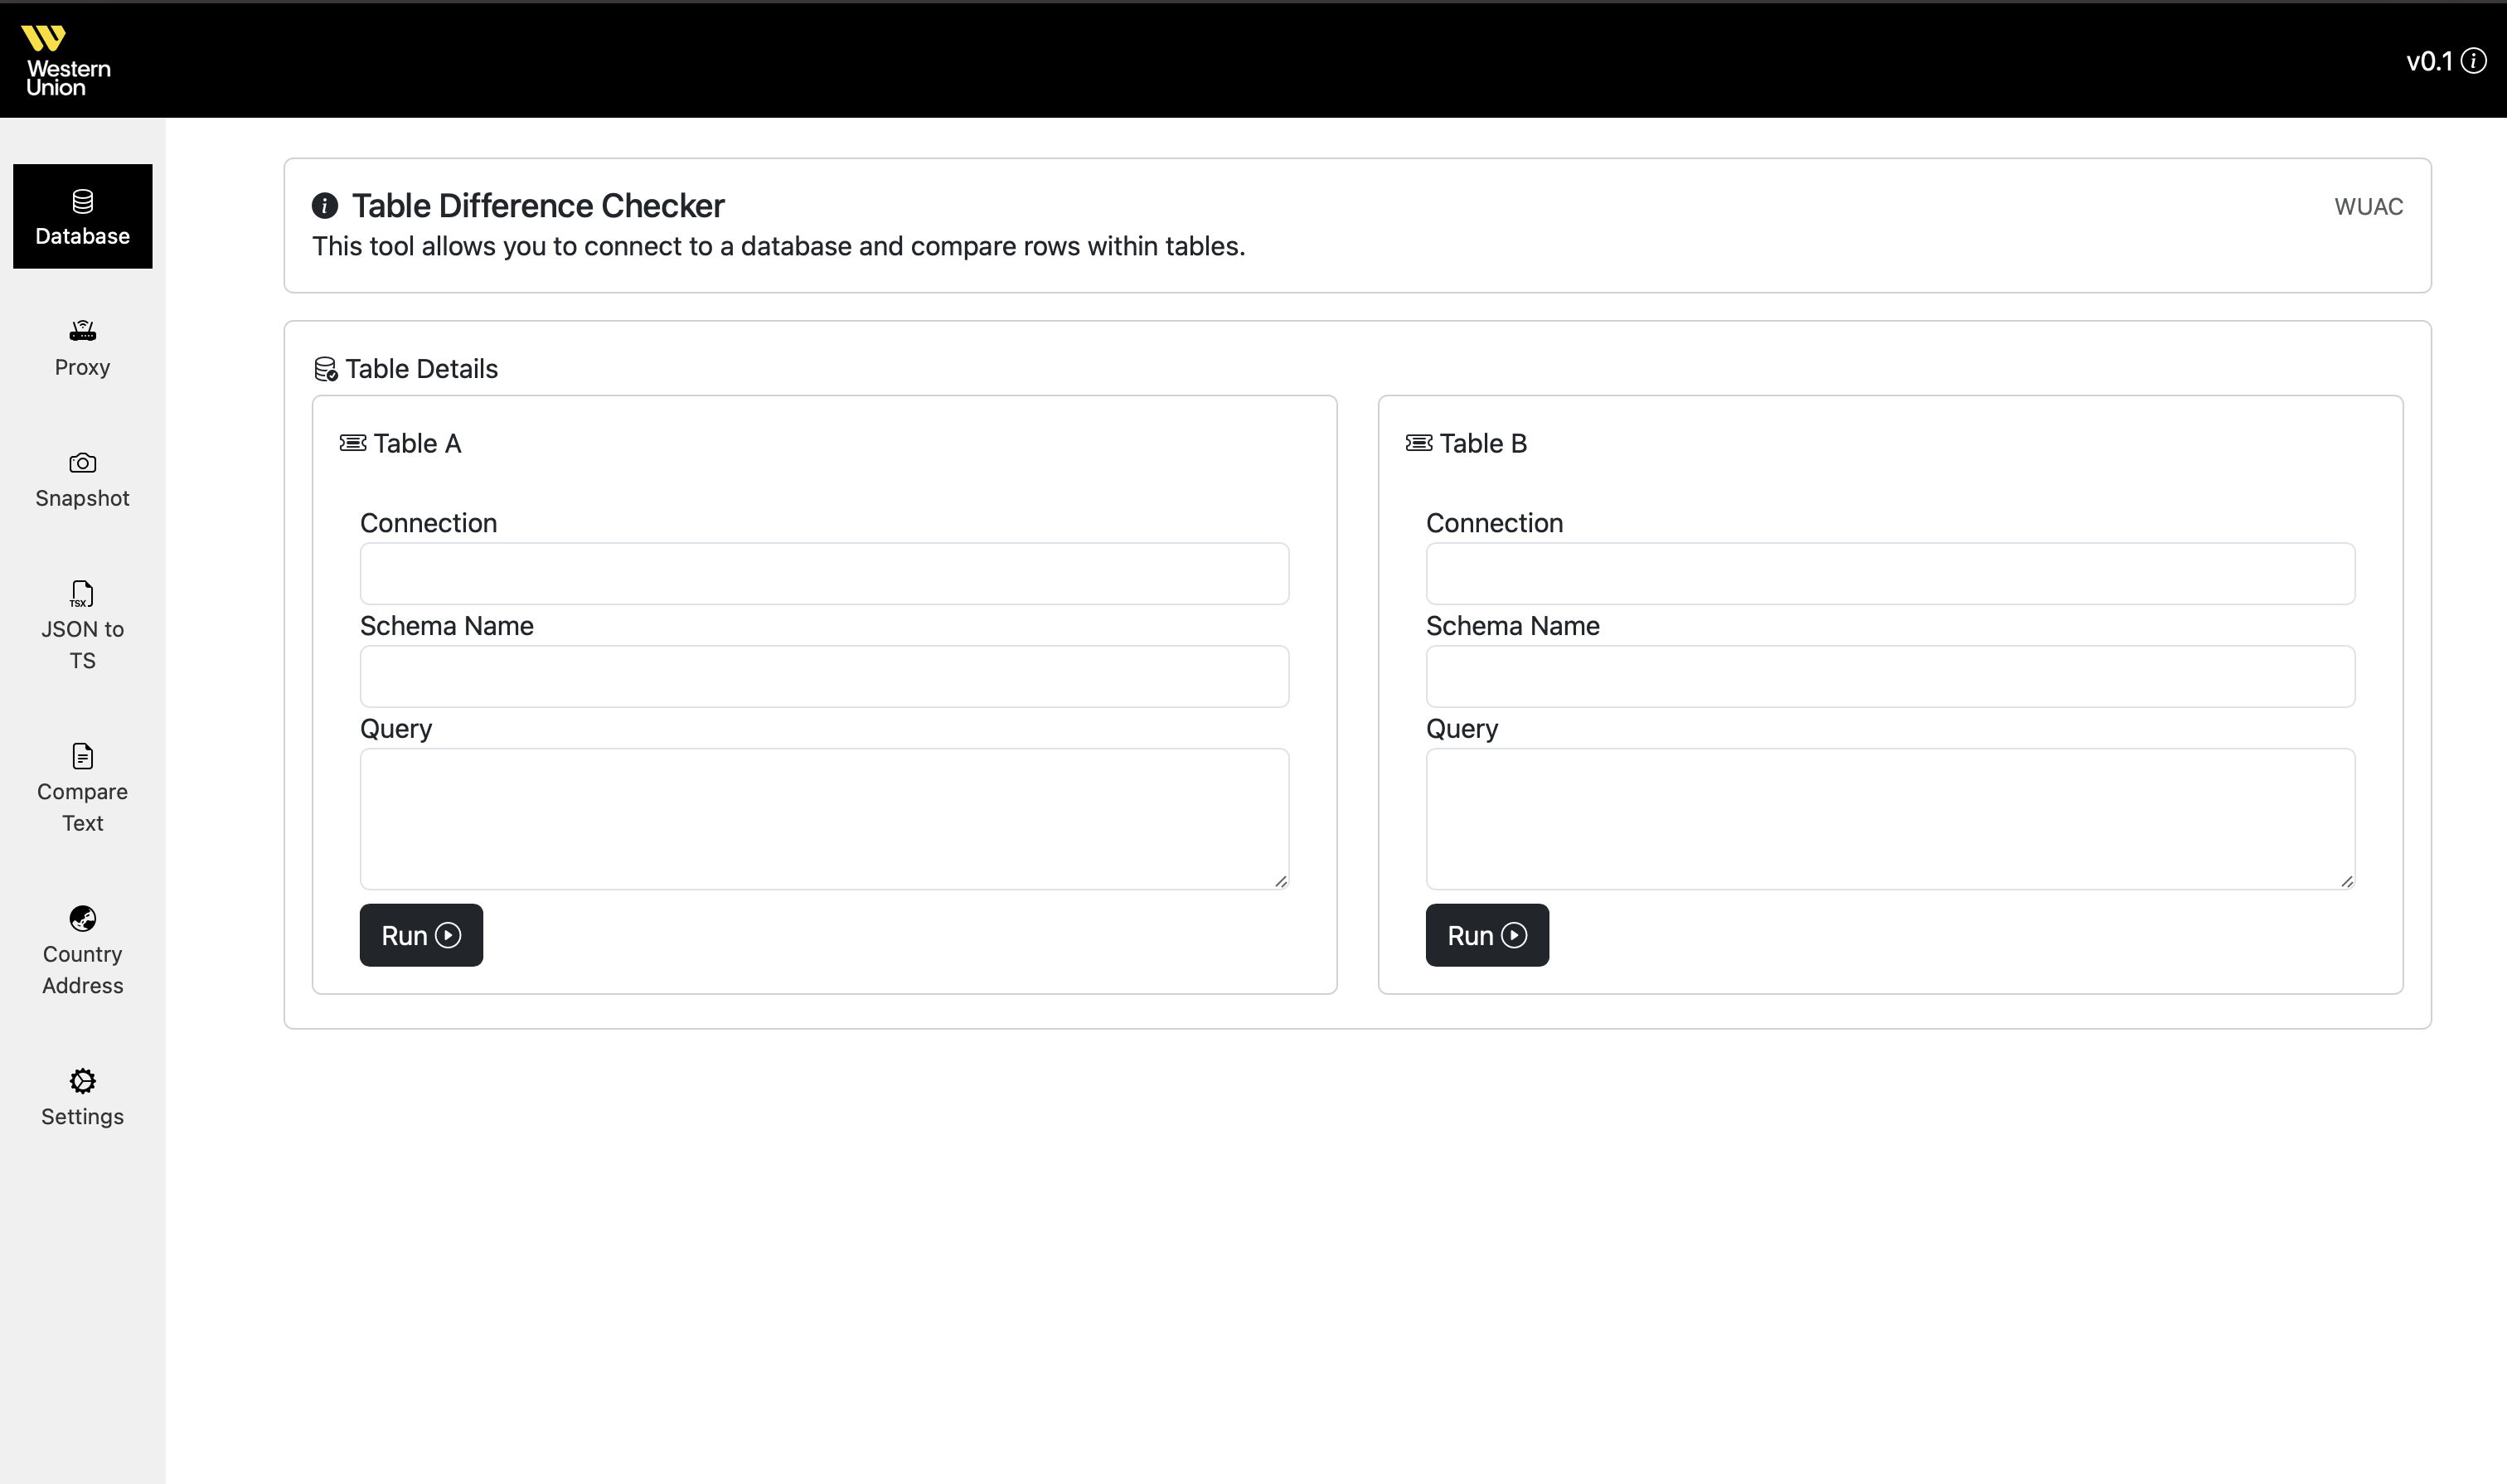 Western
Union
v0.1
Database
Proxy
Snapshot
TSX
JSON to
TS
Compare
Text
Country
Address
Settings
Table Difference Checker
WUAC
This tool allows you to connect to a database and compare rows within tables.
Table Details
Table A
Connection
Schema Name
Query
Run
Table B
Connection
Schema Name
Query
Run